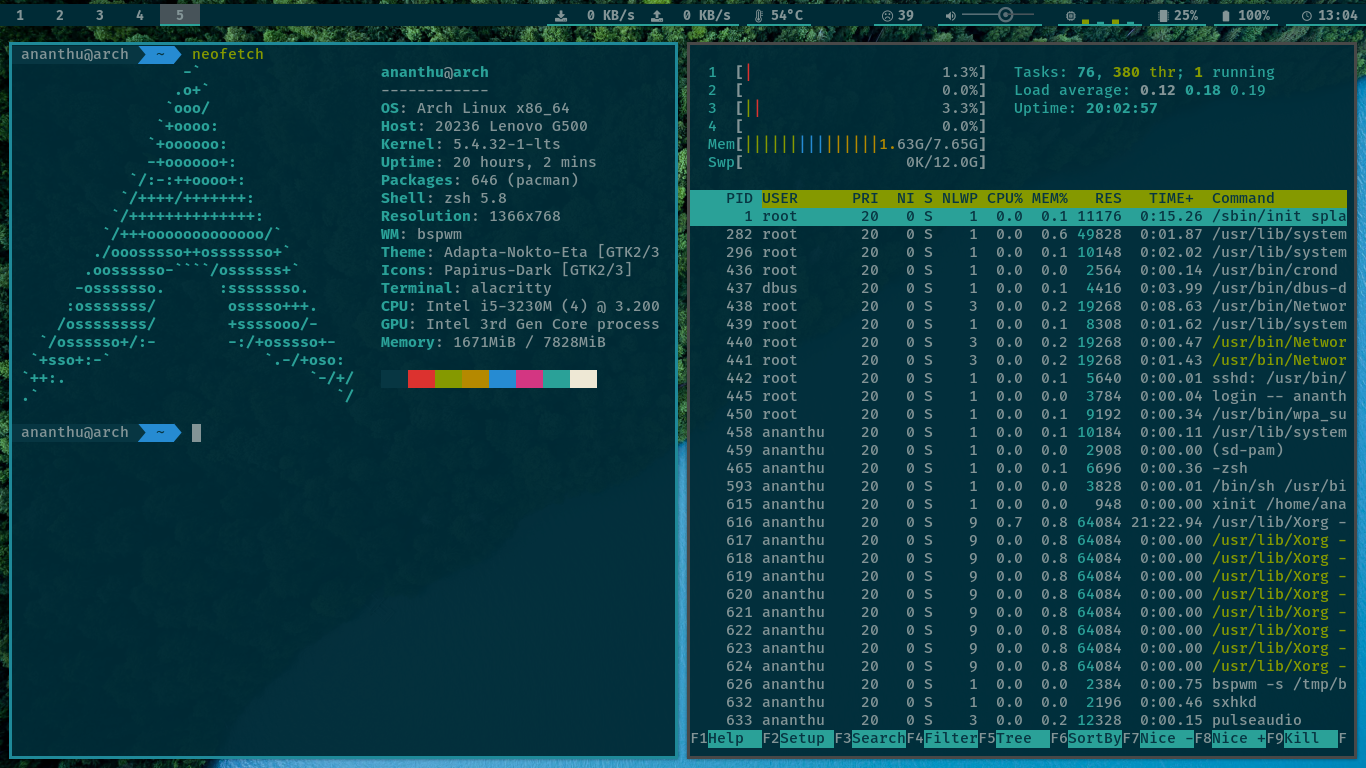 1 2 3 4 5 0 KB/s 0 KB/s 54°C 39 25% 100% 13:04
ananthu@arch ~ neofetch
-`
.o+`
`ooo/
`+oooo:
`+oooooo:
-+oooooo+:
`/:-:++oooo+:
`/++++/+++++++:
`/++++++++++++++:
`/+++ooooooooooooo/`
./ooosssso++osssssso+`
.oossssso-````/ossssss+`
-osssssso. :ssssssso.
:osssssss/ osssso+++.
/ossssssss/ +ssssooo/-
`/ossssso+/:- -:/+osssso+-
`+sso+:-` `.-/+oso:
`++:. `-/+/
.` `/
ananthu@arch
------------
OS: Arch Linux x86_64
Host: 20236 Lenovo G500
Kernel: 5.4.32-1-lts
Uptime: 20 hours, 2 mins
Packages: 646 (pacman)
Shell: zsh 5.8
Resolution: 1366x768
WM: bspwm
Theme: Adapta-Nokto-Eta [GTK2/3
Icons: Papirus-Dark [GTK2/3]
Terminal: alacritty
CPU: Intel i5-3230M (4) @ 3.200
GPU: Intel 3rd Gen Core process
Memory: 1671MiB / 7828MiB
ananthu@arch ~
1 [| 1.3%]
2 [ 0.0%]
3 [|| 3.3%]
4 [ 0.0%]
Mem[|||||||||||||||1.63G/7.65G]
Swp[ 0K/12.0G]
Tasks: 76, 380 thr; 1 running
Load average: 0.12 0.18 0.19
Uptime: 20:02:57
PID USER PRI NI S NLWP CPU% MEM% RES TIME+ Command
1 root 20 0 S 1 0.0 0.1 11176 0:15.26 /sbin/init spla
282 root 20 0 S 1 0.0 0.6 49828 0:01.87 /usr/lib/system
296 root 20 0 S 1 0.0 0.1 10148 0:02.02 /usr/lib/system
436 root 20 0 S 1 0.0 0.0 2564 0:00.14 /usr/bin/crond
437 dbus 20 0 S 1 0.0 0.1 4416 0:03.99 /usr/bin/dbus-d
438 root 20 0 S 3 0.0 0.2 19268 0:08.63 /usr/bin/Networ
439 root 20 0 S 1 0.0 0.1 8308 0:01.62 /usr/lib/system
440 root 20 0 S 3 0.0 0.2 19268 0:00.47 /usr/bin/Networ
441 root 20 0 S 3 0.0 0.2 19268 0:01.43 /usr/bin/Networ
442 root 20 0 S 1 0.0 0.1 5640 0:00.01 sshd: /usr/bin/
445 root 20 0 S 1 0.0 0.0 3784 0:00.04 login -- ananth
450 root 20 0 S 1 0.0 0.1 9192 0:00.34 /usr/bin/wpa_su
458 ananthu 20 0 S 1 0.0 0.1 10184 0:00.11 /usr/lib/system
459 ananthu 20 0 S 1 0.0 0.0 2908 0:00.00 (sd-pam)
465 ananthu 20 0 S 1 0.0 0.1 6696 0:00.36 -zsh
593 ananthu 20 0 S 1 0.0 0.0 3828 0:00.01 /bin/sh /usr/bi
615 ananthu 20 0 S 1 0.0 0.0 948 0:00.00 xinit /home/ana
616 ananthu 20 0 S 9 0.7 0.8 64084 21:22.94 /usr/lib/Xorg -
617 ananthu 20 0 S 9 0.0 0.8 64084 0:00.00 /usr/lib/Xorg -
618 ananthu 20 0 S 9 0.0 0.8 64084 0:00.00 /usr/lib/Xorg -
619 ananthu 20 0 S 9 0.0 0.8 64084 0:00.00 /usr/lib/Xorg -
620 ananthu 20 0 S 9 0.0 0.8 64084 0:00.00 /usr/lib/Xorg -
621 ananthu 20 0 S 9 0.0 0.8 64084 0:00.00 /usr/lib/Xorg -
622 ananthu 20 0 S 9 0.0 0.8 64084 0:00.00 /usr/lib/Xorg -
623 ananthu 20 0 S 9 0.0 0.8 64084 0:00.00 /usr/lib/Xorg -
624 ananthu 20 0 S 9 0.0 0.8 64084 0:00.00 /usr/lib/Xorg -
626 ananthu 20 0 S 1 0.0 0.0 2384 0:00.75 bspwm -s /tmp/b
632 ananthu 20 0 S 1 0.0 0.0 2196 0:00.46 sxhkd
633 ananthu 20 0 S 3 0.0 0.2 12328 0:00.15 pulseaudio
F1Help F2Setup F3SearchF4FilterF5Tree F6SortByF7Nice -F8Nice +F9Kill F